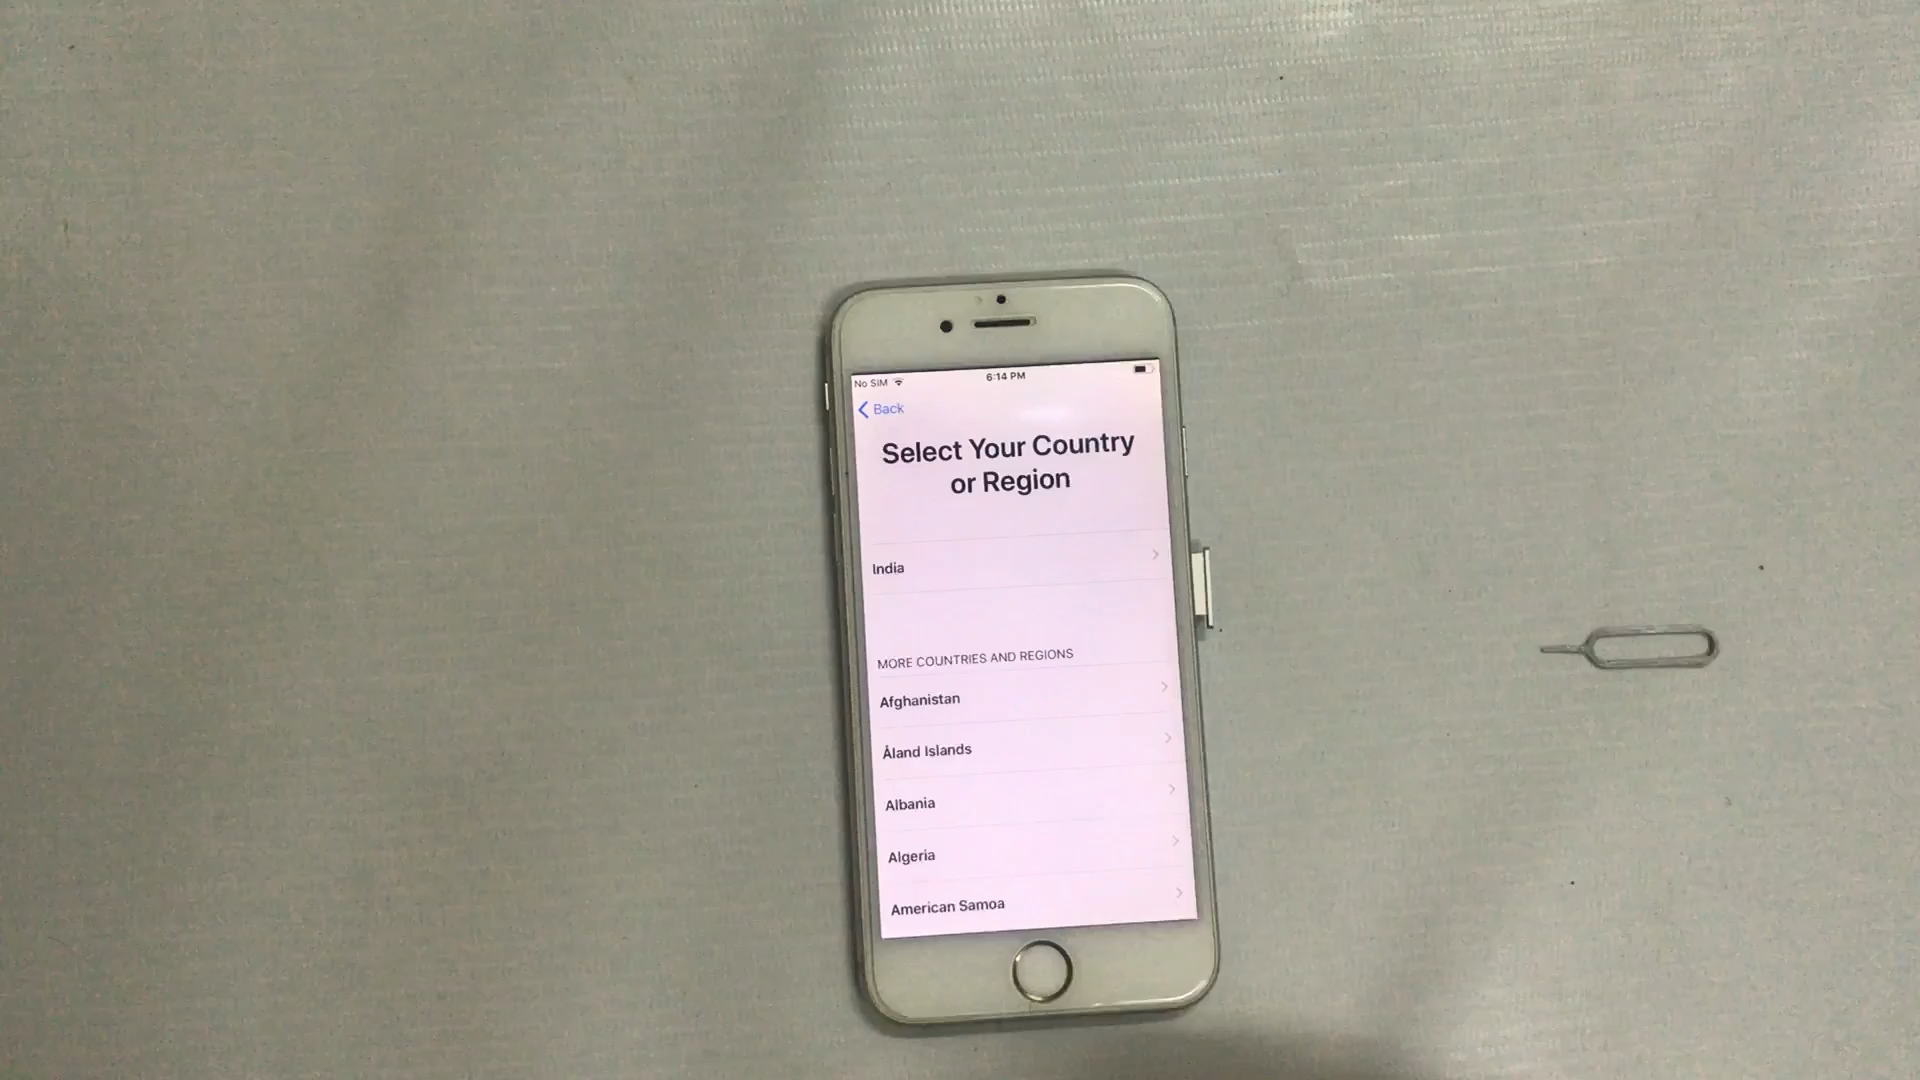 No SIM
6:14 PM
Back
Select Your Country
or Region
India
MORE COUNTRIES AND REGIONS
Afghanistan
Åland Islands
Albania
Algeria
American Samoa